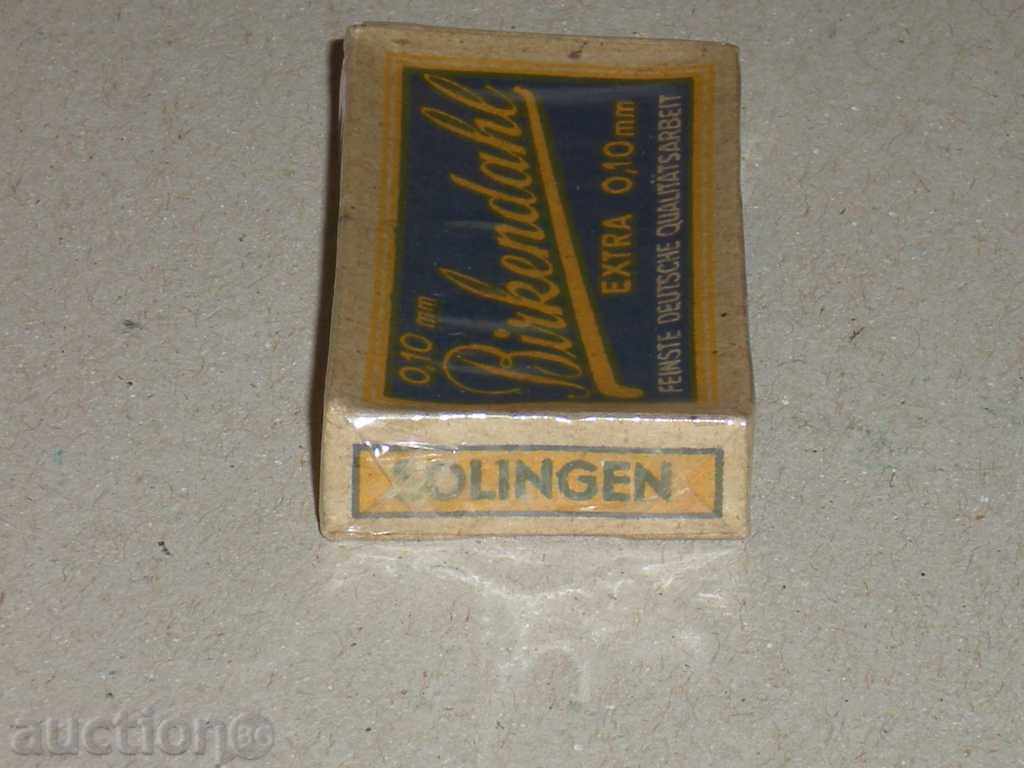 0,10 mm
Birkendahl
EXTRA 0,10 mm
FEINSTE DEUTSCHE QUALITÄTSARBEIT
SOLINGEN
auction BG